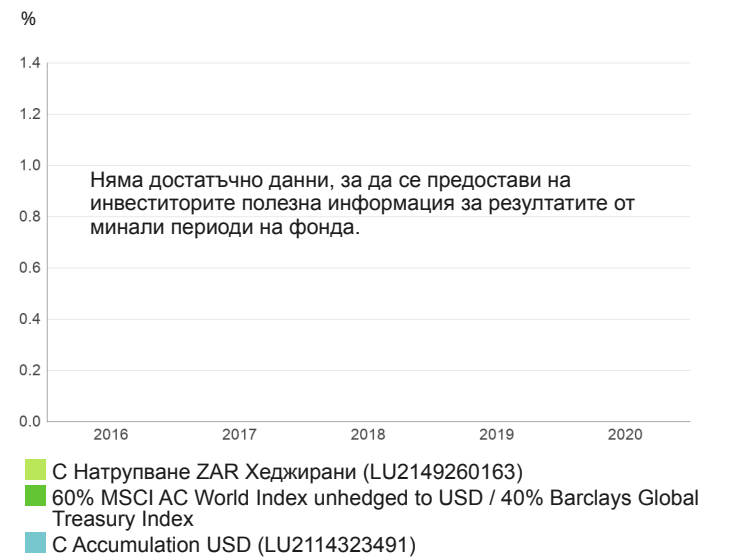 %
1.4
1.2
1.0
Няма достатъчно данни, за да се предостави на
инвеститорите полезна информация за резултатите от
минали периоди на фонда.
0.8
0.6
0.4
0.2
0.0
2016 2017 2018 2019 2020
С Натрупване ZAR Хеджирани (LU2149260163)
60% MSCI AC World Index unhedged to USD / 40% Barclays Global
Treasury Index
C Accumulation USD (LU2114323491)